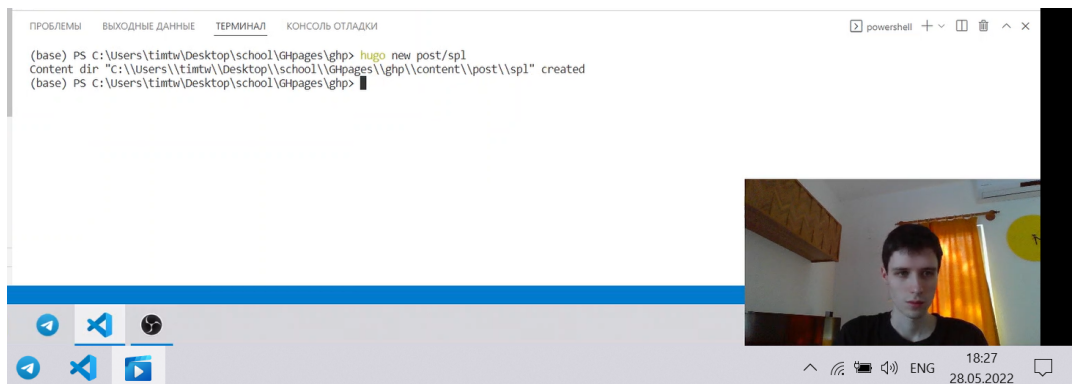 ПРОБЛЕМЫ ВЫХОДНЫЕ ДАННЫЕ ТЕРМИНАЛ КОНСОЛЬ ОТЛАДКИ powershell
(base) PS C:\Users\timtw\Desktop\school\GHpages\ghp> hugo new post/spl
Content dir "C:\\Users\\timtw\\Desktop\\school\\GHpages\\ghp\\content\\post\\spl" created
(base) PS C:\Users\timtw\Desktop\school\GHpages\ghp>
ENG 18:27
28.05.2022